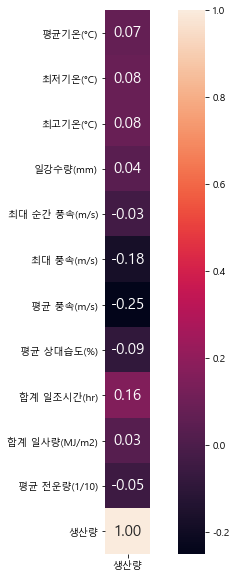 평균기온(°C) 0.07
최저기온(°C) 0.08
최고기온(°C) 0.08
일강수량(mm) 0.04
최대 순간 풍속(m/s) -0.03
최대 풍속(m/s) -0.18
평균 풍속(m/s) -0.25
평균 상대습도(%) -0.09
합계 일조시간(hr) 0.16
합계 일사량(MJ/m2) 0.03
평균 전운량(1/10) -0.05
생산량 1.00
생산량
1.0
0.8
0.6
0.4
0.2
0.0
-0.2